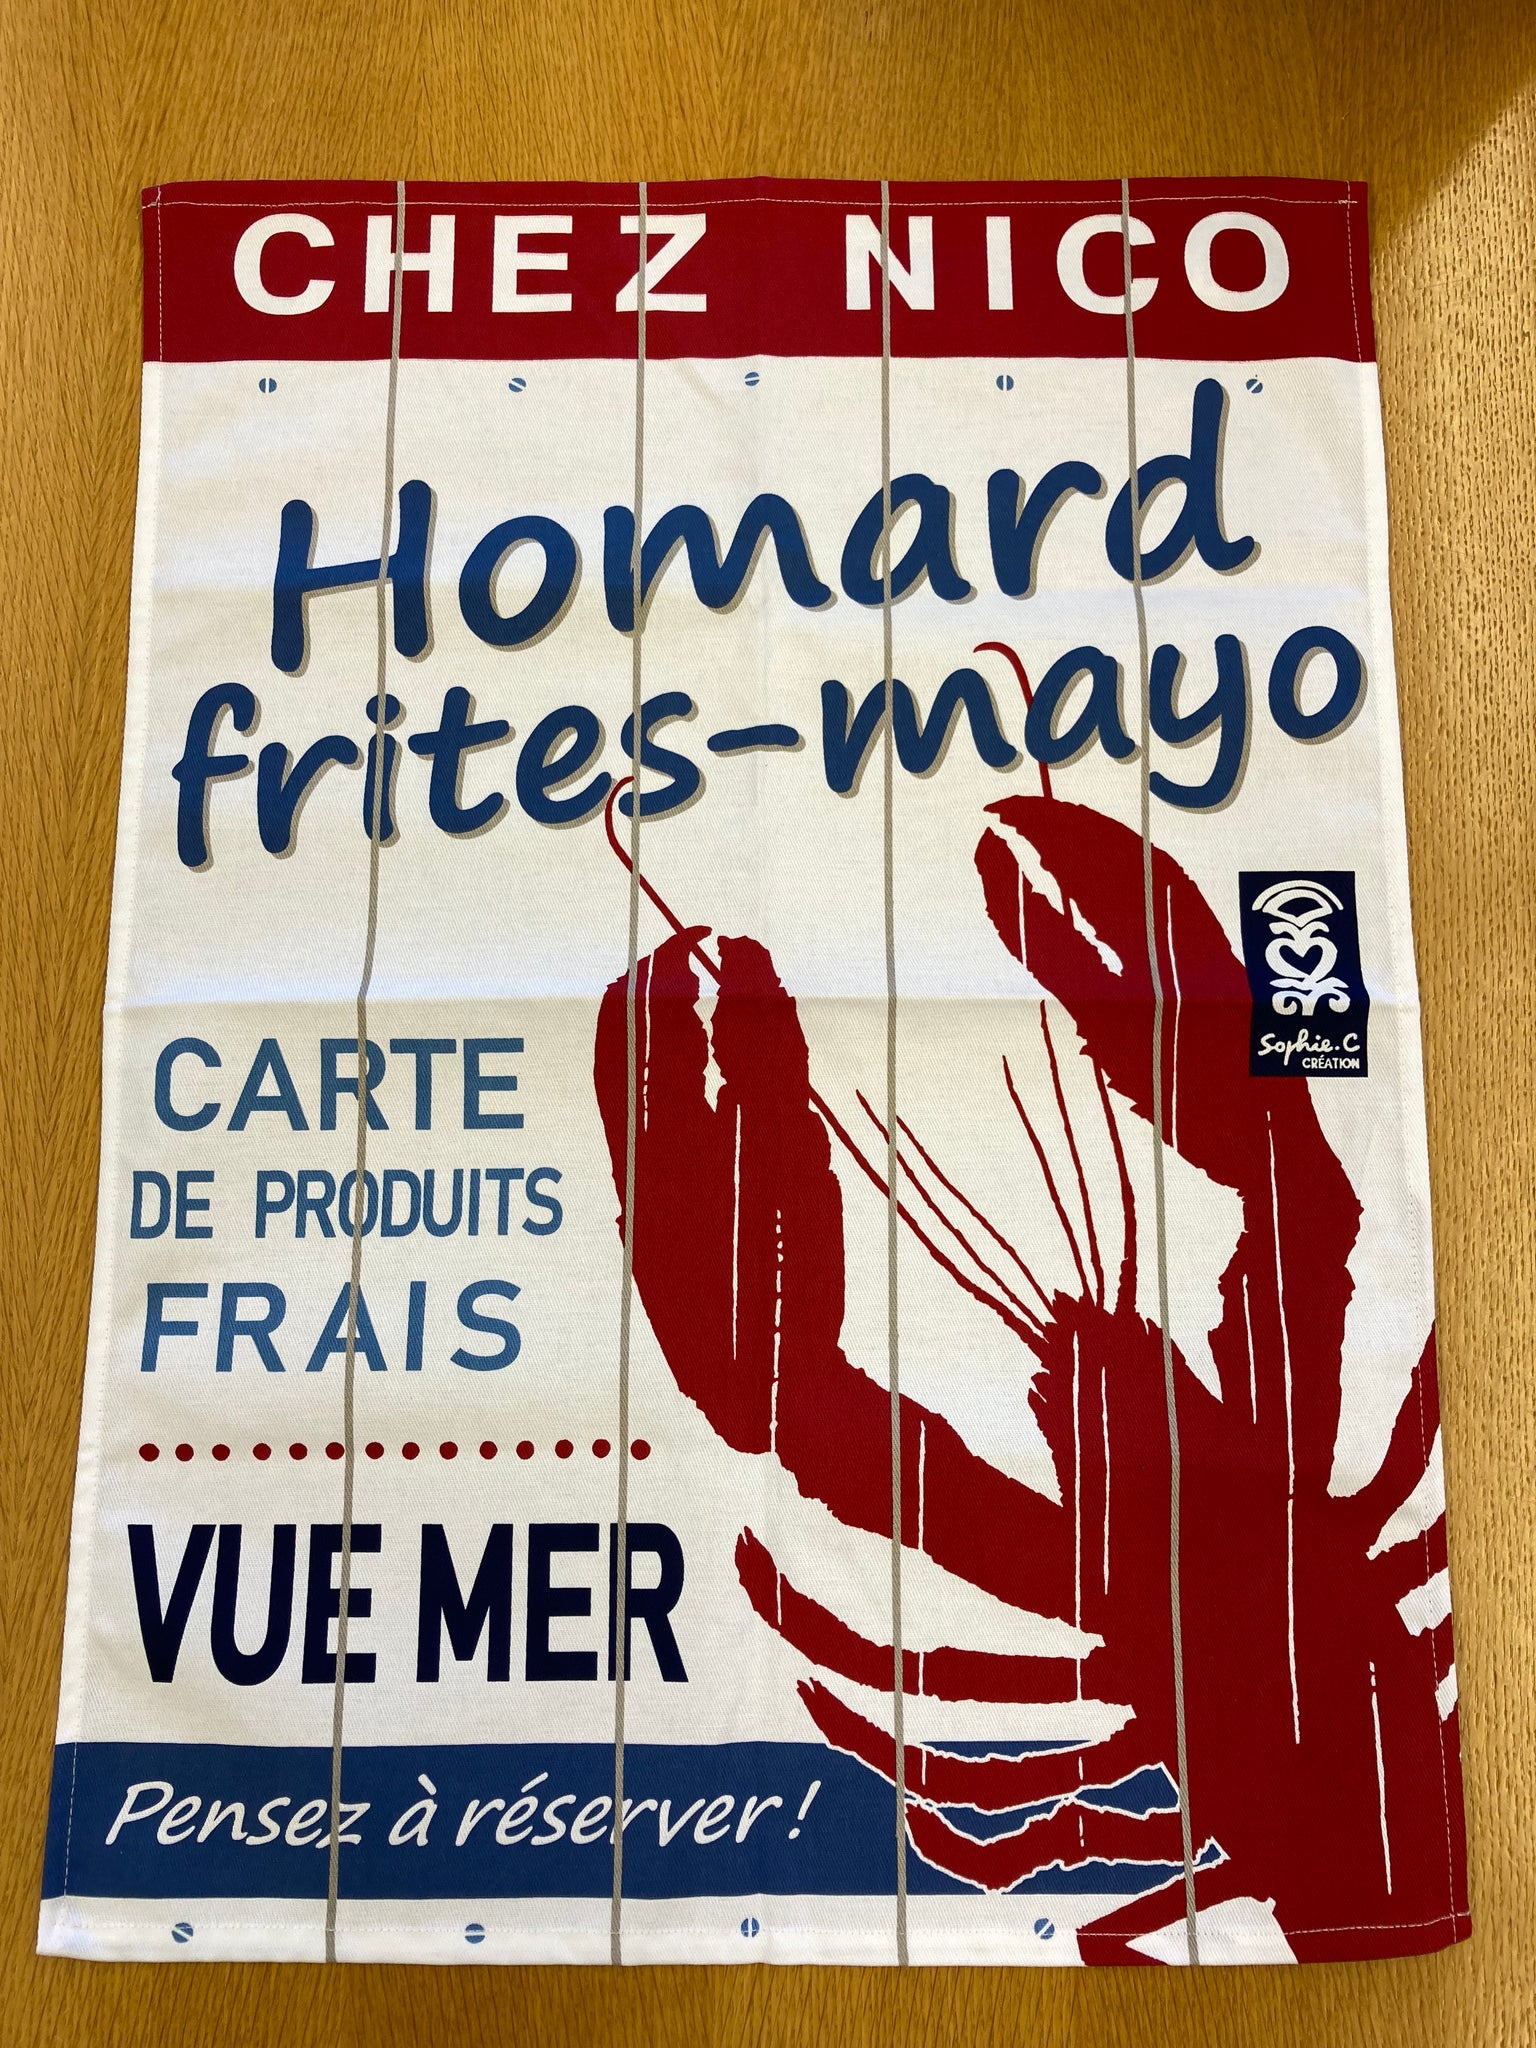 CHEZ NICO
Homard
frites-mayo
Sophie.C
CRÉATION
CARTE
DE PRODUITS
FRAIS
VUE MER
Pensez à réserver !